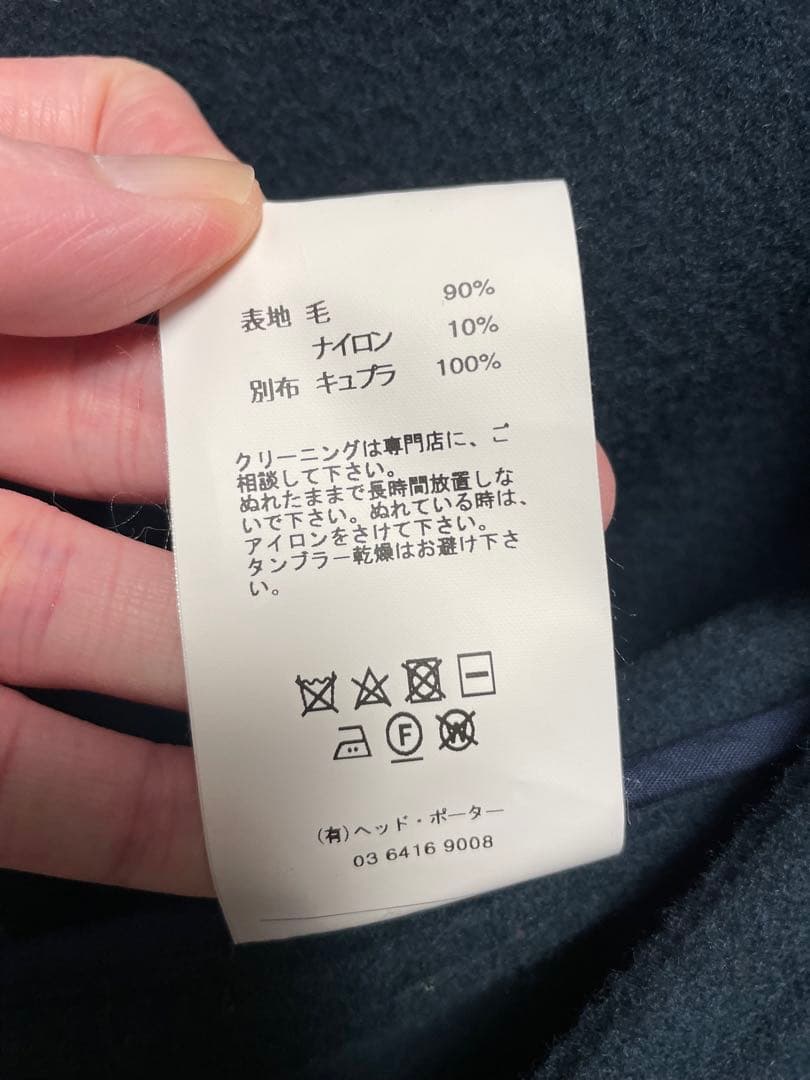 表地 毛 90%
ナイロン 10%
別布 キュプラ 100%
クリーニングは専門店に、ご
相談して下さい。
ぬれたままで長時間放置しな
いで下さい。ぬれている時は、
アイロンをさけて下さい。
タンブラー乾燥はお避け下さ
い。
F W
(有)ヘッド・ポーター
03 6416 9008